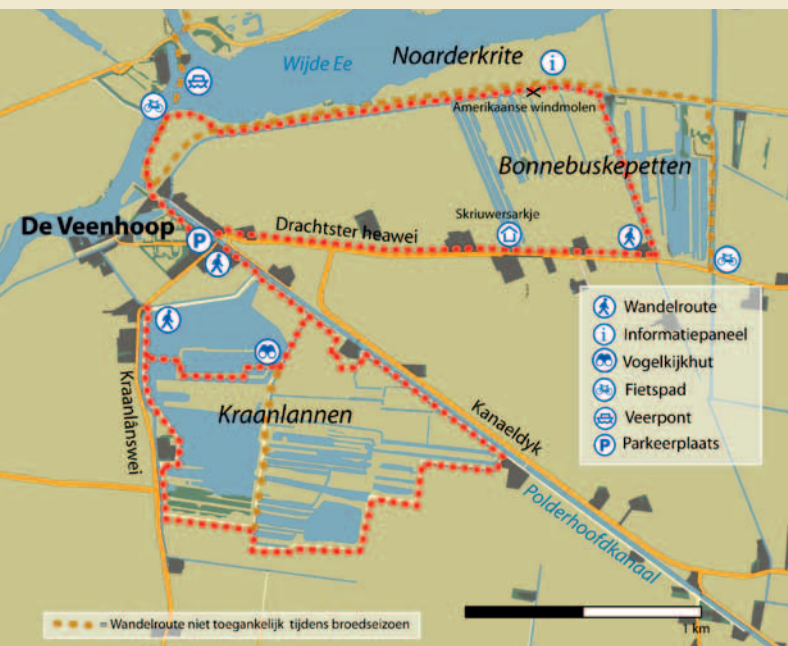 Wijde Ee
Noarderkrite
i
Amerikaanse windmolen
Bonnebuskepetten
Skriuwersarkje
De Veenhoop
P
Drachtster heawei
Wandelroute
i Informatiepaneel
Vogelkijkhut
Fietspad
Veerpont
P Parkeerplaats
Kraanlânswei
Kraanlannen
Kanaeldyk
Polderhoofdkanaal
= Wandelroute niet toegankelijk tijdens broedseizoen
1 km